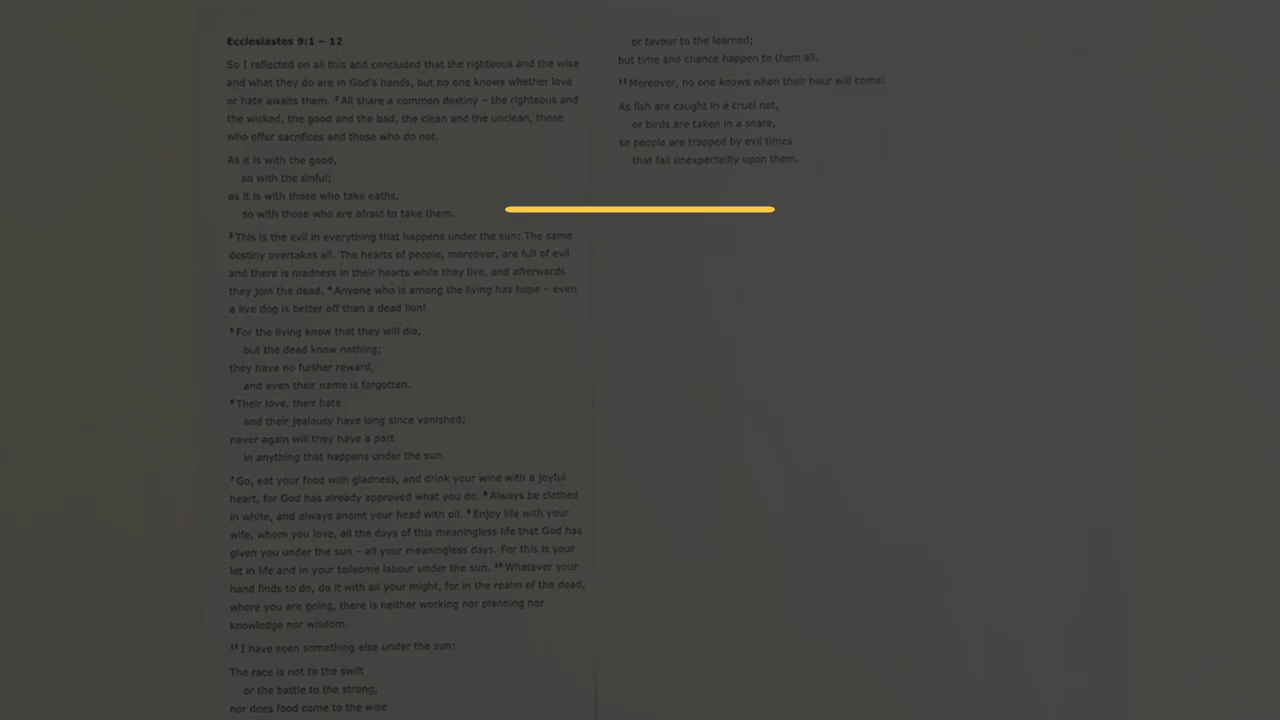 Ecclesiastes 9:1 – 12
So I reflected on all this and concluded that the righteous and the wise
and what they do are in God's hands, but no one knows whether love
or hate awaits them. ² All share a common destiny – the righteous and
the wicked, the good and the bad, the clean and the unclean, those
who offer sacrifices and those who do not.
As it is with the good,
so with the sinful;
as it is with those who take oaths,
so with those who are afraid to take them.
³ This is the evil in everything that happens under the sun: The same
destiny overtakes all. The hearts of people, moreover, are full of evil
and there is madness in their hearts while they live, and afterwards
they join the dead. ⁴ Anyone who is among the living has hope – even
a live dog is better off than a dead lion!
⁵ For the living know that they will die,
but the dead know nothing;
they have no further reward,
and even their name is forgotten.
⁶ Their love, their hate
and their jealousy have long since vanished;
never again will they have a part
in anything that happens under the sun.
⁷ Go, eat your food with gladness, and drink your wine with a joyful
heart, for God has already approved what you do. ⁸ Always be clothed
in white, and always anoint your head with oil. ⁹ Enjoy life with your
wife, whom you love, all the days of this meaningless life that God has
given you under the sun – all your meaningless days. For this is your
lot in life and in your toilsome labour under the sun. ¹⁰ Whatever your
hand finds to do, do it with all your might, for in the realm of the dead,
where you are going, there is neither working nor planning nor
knowledge nor wisdom.
¹¹ I have seen something else under the sun:
The race is not to the swift
or the battle to the strong,
nor does food come to the wise
or favour to the learned;
but time and chance happen to them all.
¹² Moreover, no one knows when their hour will come:
As fish are caught in a cruel net,
or birds are taken in a snare,
so people are trapped by evil times
that fall unexpectedly upon them.